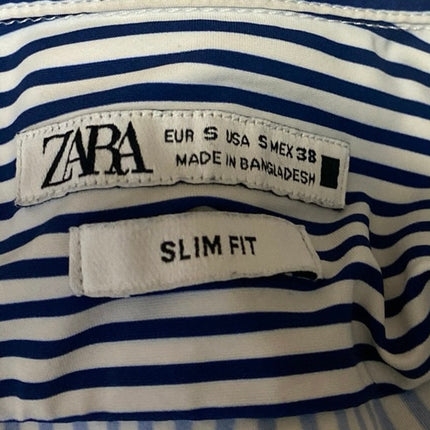 ZARA
EUR S USA S MEX 38
MADE IN BANGLADESH
SLIM FIT